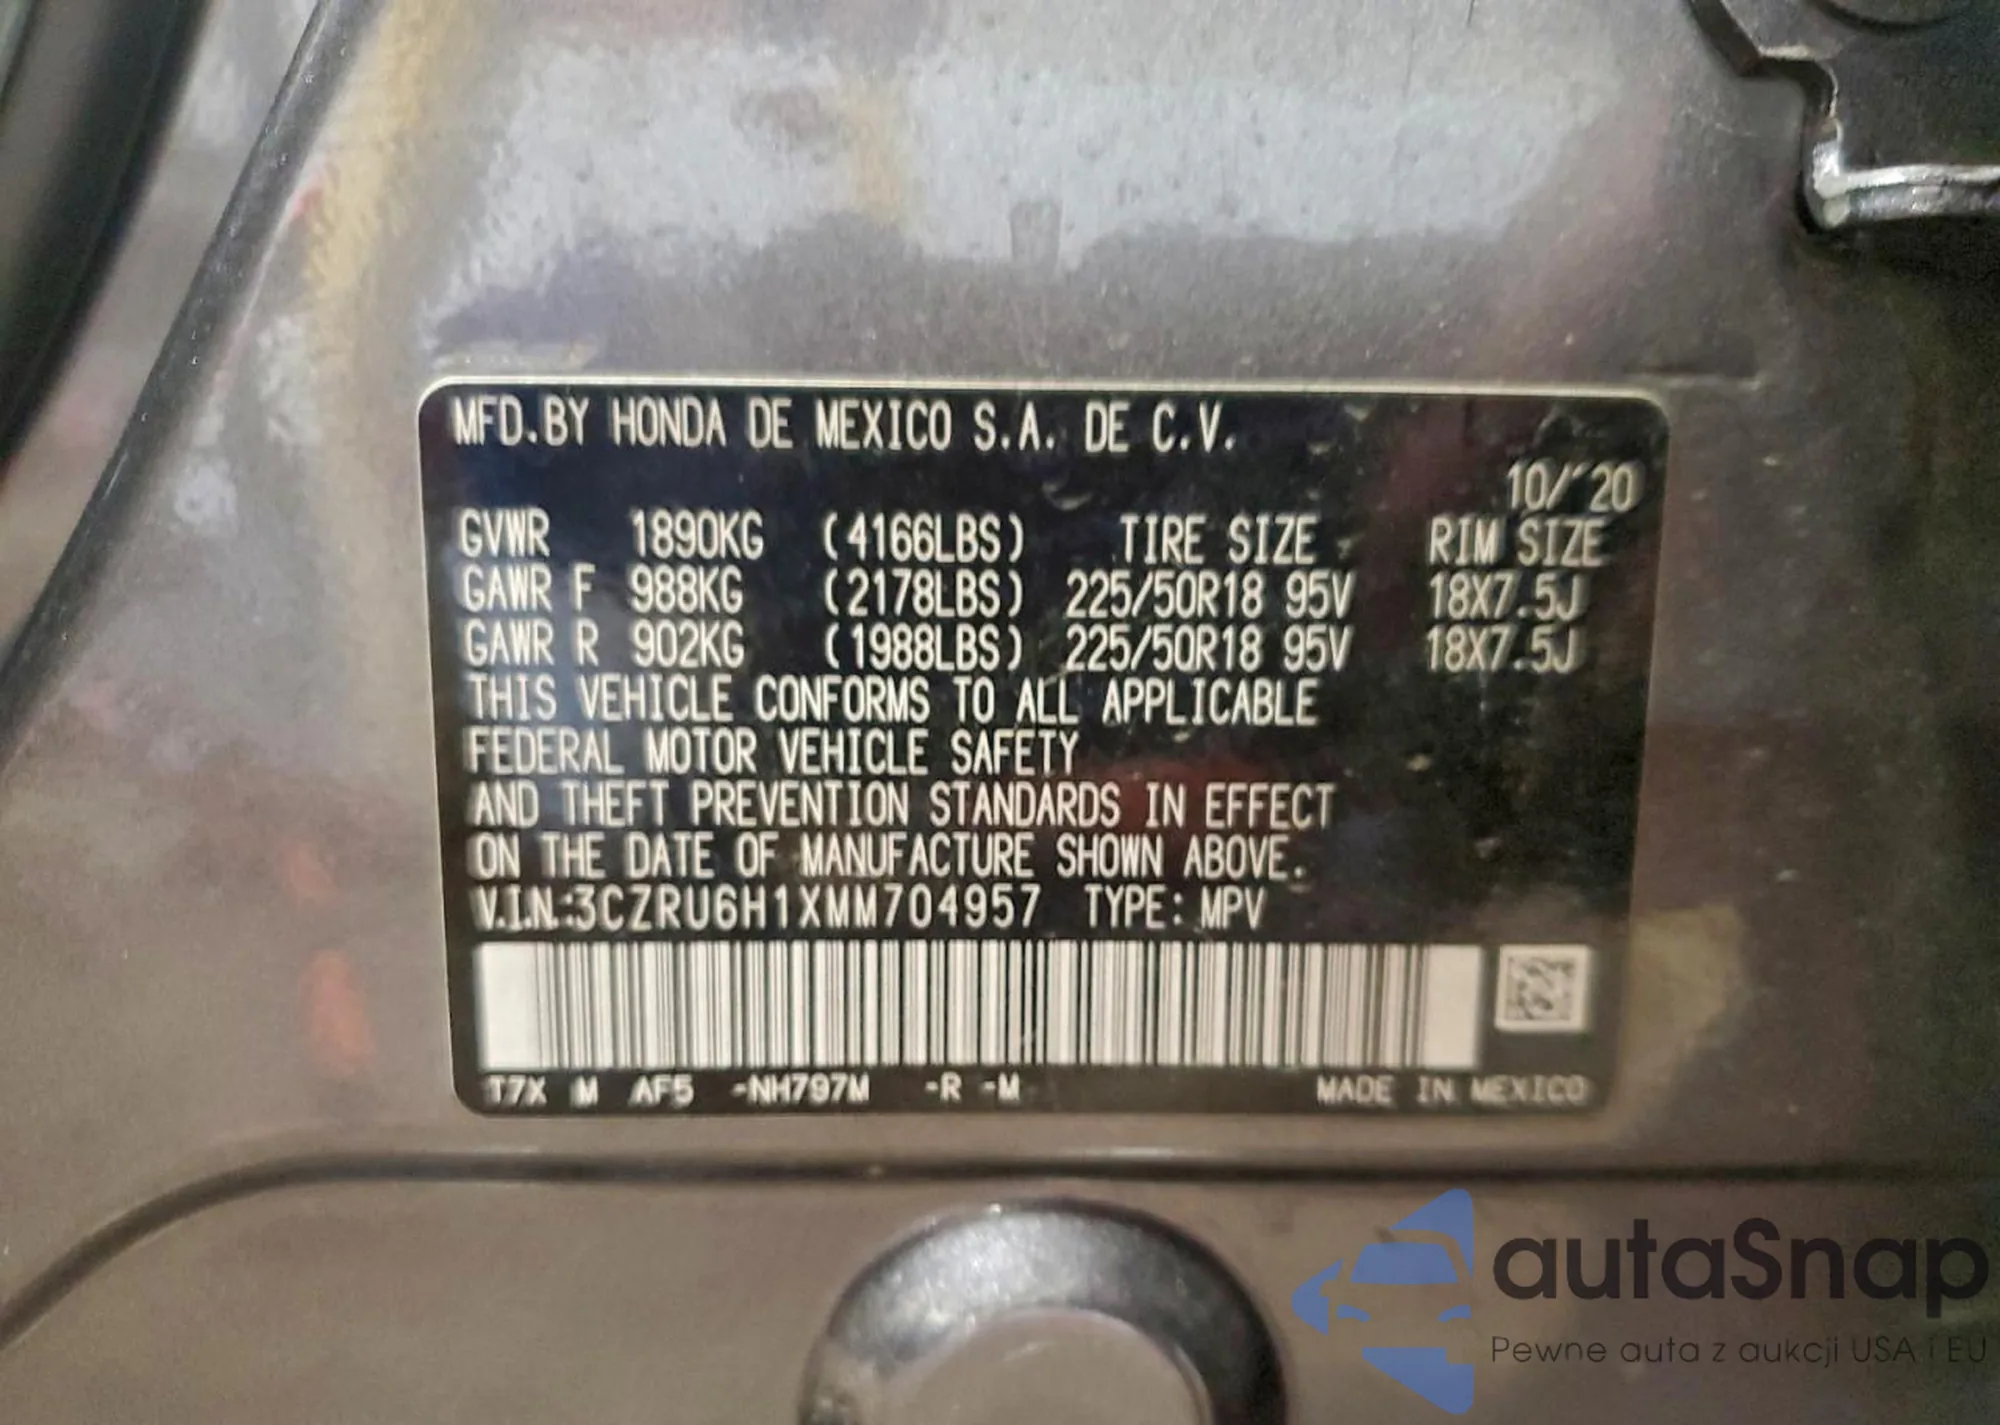 MFD.BY HONDA DE MEXICO S.A. DE C.V.
10/'20
GVWR 1890KG (4166LBS) TIRE SIZE RIM SIZE
GAWR F 988KG (2178LBS) 225/50R18 95V 18X7.5J
GAWR R 902KG (1988LBS) 225/50R18 95V 18X7.5J
THIS VEHICLE CONFORMS TO ALL APPLICABLE
FEDERAL MOTOR VEHICLE SAFETY
AND THEFT PREVENTION STANDARDS IN EFFECT
ON THE DATE OF MANUFACTURE SHOWN ABOVE.
V.I.N.:3CZRU6H1XMM704957 TYPE: MPV
T7X M AF5 -NH797M -R -M MADE IN MEXICO
autaSnap
Pewne auta z aukcji USA i EU